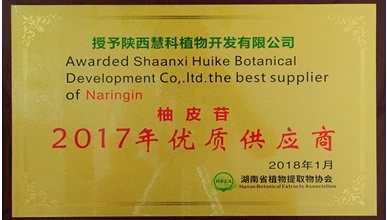 授予陕西慧科植物开发有限公司
Awarded Shaanxi Huike Botanical
Development Co,.ltd.the best supplier
of Naringin
柚皮苷
2017年优质供应商
2018年1月
HBEA
湖南省植物提取物协会
Hunan Botanical Extracts Association